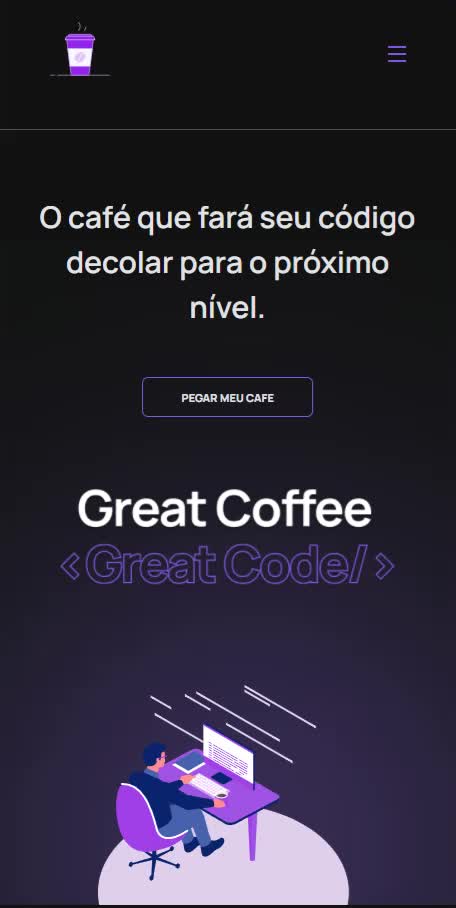 O café que fará seu código
decolar para o próximo
nível.
PEGAR MEU CAFE
Great Coffee
<Great Code/>